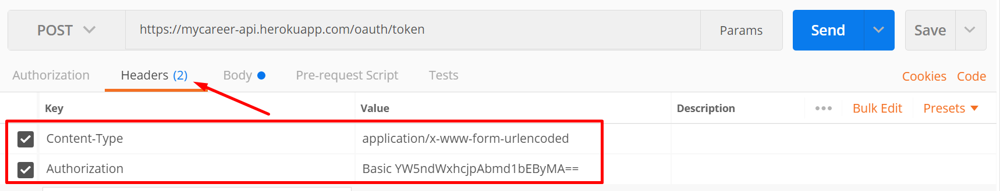 POST https://mycareer-api.herokuapp.com/oauth/token Params Send Save
Authorization Headers (2) Body Pre-request Script Tests Cookies Code
Key Value Description ••• Bulk Edit Presets
Content-Type application/x-www-form-urlencoded
Authorization Basic YW5ndWxhcjpAbmd1bEByMA==